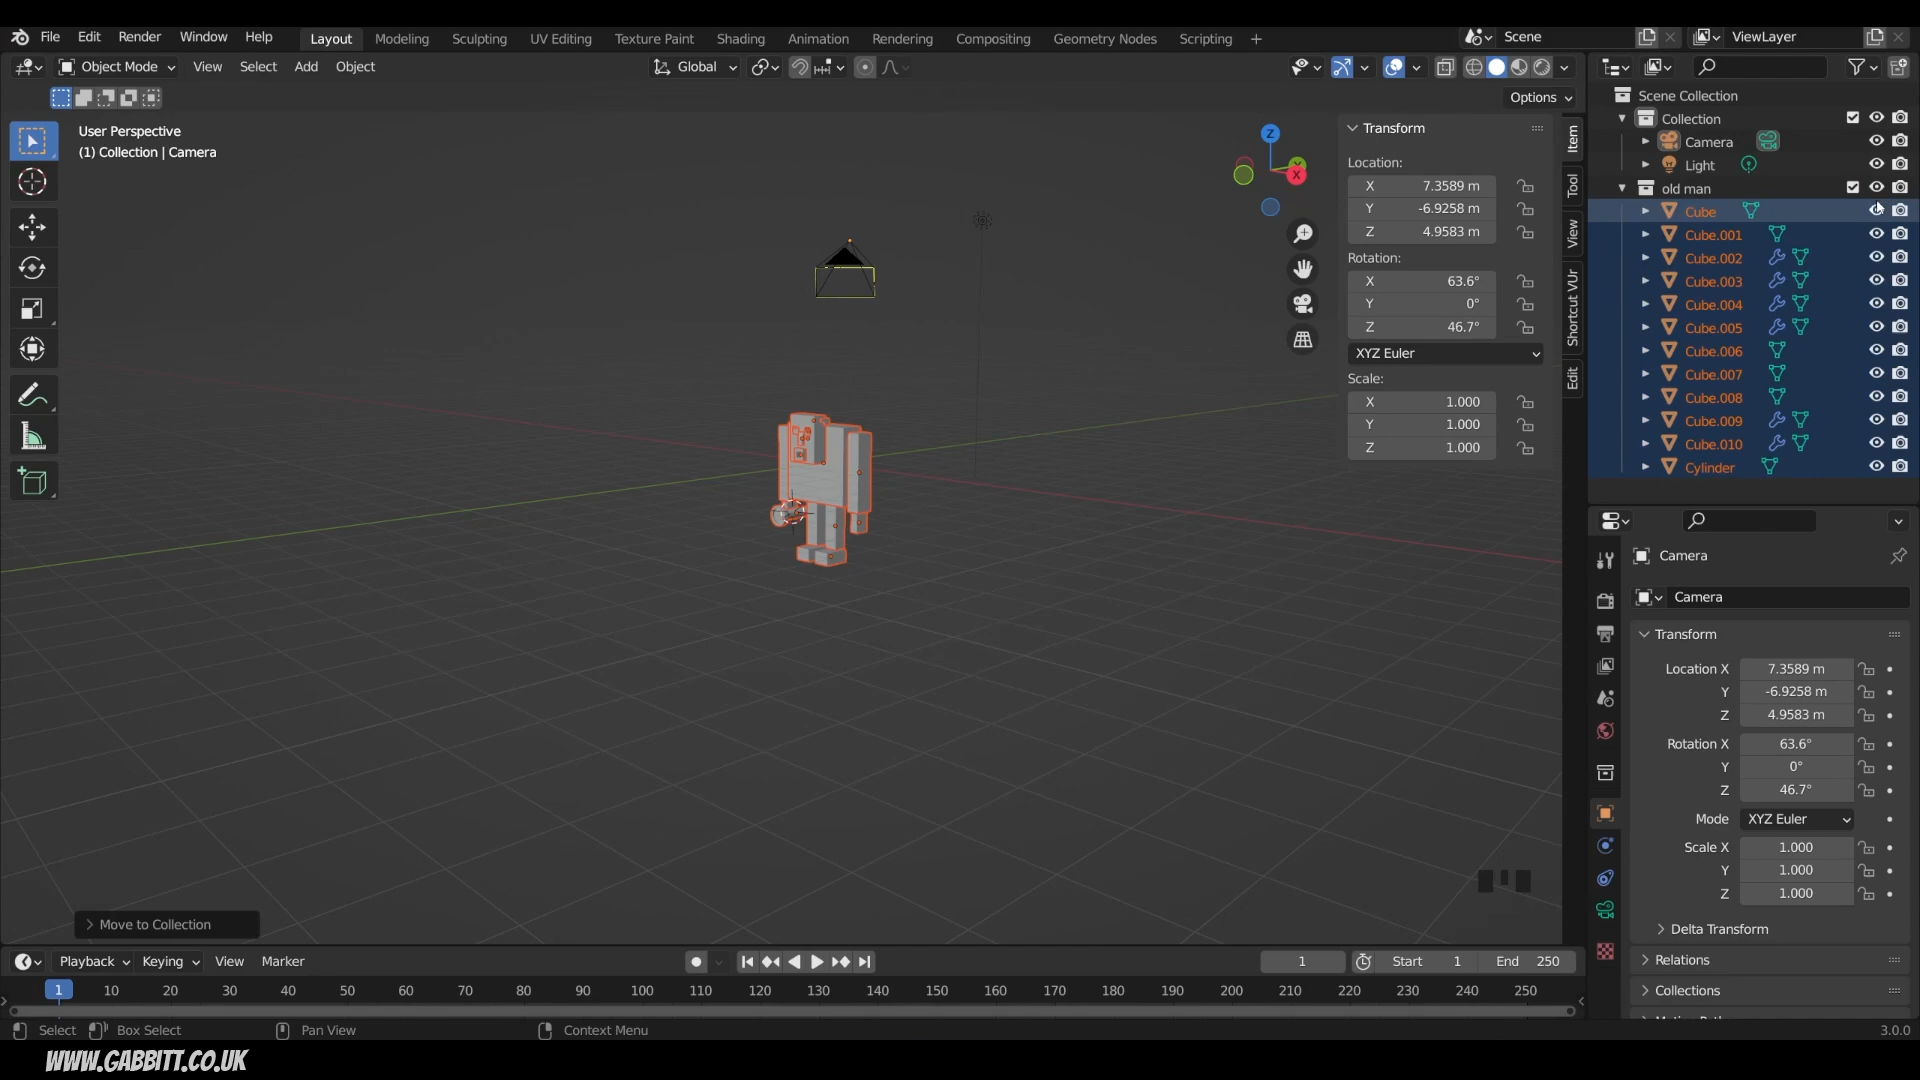 File Edit Render Window Help Layout Modeling Sculpting UV Editing Texture Paint Shading Animation Rendering Compositing Geometry Nodes Scripting + Scene ViewLayer
Object Mode View Select Add Object Global
Options
User Perspective
(1) Collection | Camera
Z
X
Transform
Location:
X 7.3589 m
Y -6.9258 m
Z 4.9583 m
Rotation:
X 63.6°
Y 0°
Z 46.7°
XYZ Euler
Scale:
X 1.000
Y 1.000
Z 1.000
Item
Tool
View
Shortcut VUr
Edit
Scene Collection
Collection
Camera
Light
old man
Cube
Cube.001
Cube.002
Cube.003
Cube.004
Cube.005
Cube.006
Cube.007
Cube.008
Cube.009
Cube.010
Cylinder
Camera
Camera
Transform
Location X 7.3589 m
Y -6.9258 m
Z 4.9583 m
Rotation X 63.6°
Y 0°
Z 46.7°
Mode XYZ Euler
Scale X 1.000
Y 1.000
Z 1.000
Delta Transform
Relations
Collections
Move to Collection
Playback Keying View Marker 1 Start 1 End 250
1 10 20 30 40 50 60 70 80 90 100 110 120 130 140 150 160 170 180 190 200 210 220 230 240 250
Select Box Select Pan View Context Menu 3.0.0
WWW.GABBITT.CO.UK